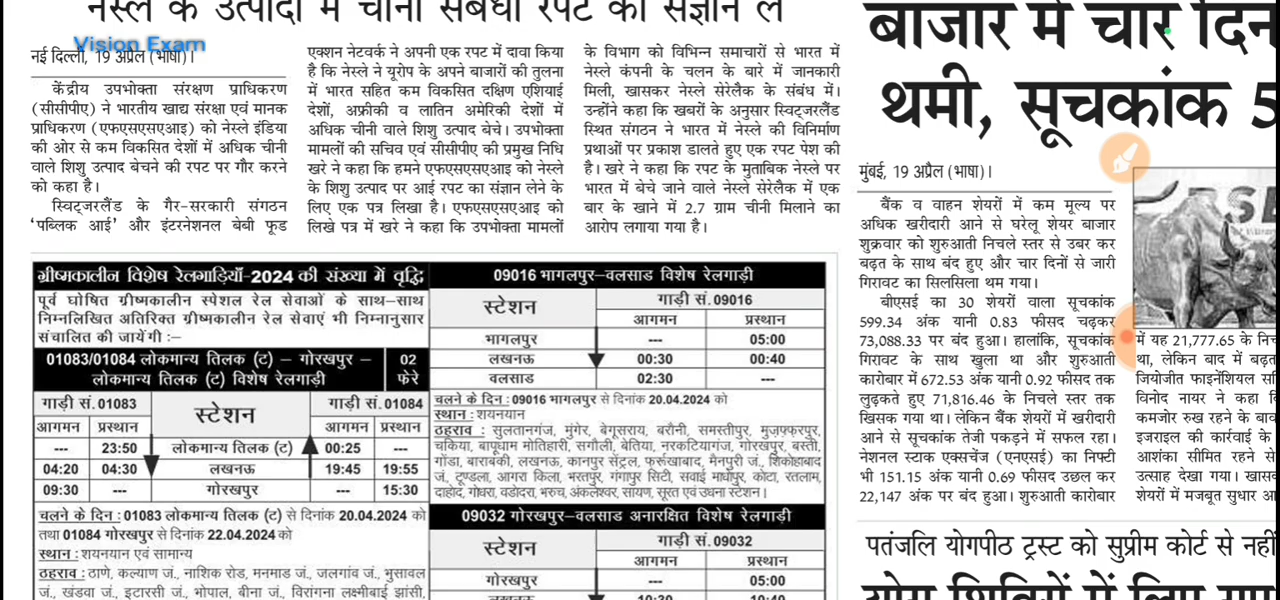 नेस्ले के उत्पादों में चीनी संबंधी रपट का संज्ञान लें
Vision Exam
नई दिल्ली, 19 अप्रैल (भाषा)।
केंद्रीय उपभोक्ता संरक्षण प्राधिकरण
(सीसीपीए) ने भारतीय खाद्य संरक्षा एवं मानक
प्राधिकरण (एफएसएसएआइ) को नेस्ले इंडिया
की ओर से कम विकसित देशों में अधिक चीनी
वाले शिशु उत्पाद बेचने की रपट पर गौर करने
को कहा है।
स्विट्जरलैंड के गैर-सरकारी संगठन
'पब्लिक आई' और इंटरनेशनल बेबी फूड
एक्शन नेटवर्क ने अपनी एक रपट में दावा किया
है कि नेस्ले ने यूरोप के अपने बाजारों की तुलना
में भारत सहित कम विकसित दक्षिण एशियाई
देशों, अफ्रीकी व लातिन अमेरिकी देशों में
अधिक चीनी वाले शिशु उत्पाद बेचे। उपभोक्ता
मामलों की सचिव एवं सीसीपीए की प्रमुख निधि
खरे ने कहा कि हमने एफएसएसएआइ को नेस्ले
के शिशु उत्पाद पर आई रपट का संज्ञान लेने के
लिए एक पत्र लिखा है। एफएसएसएआइ को
लिखे पत्र में खरे ने कहा कि उपभोक्ता मामलों
के विभाग को विभिन्न समाचारों से भारत में
नेस्ले कंपनी के चलन के बारे में जानकारी
मिली, खासकर नेस्ले सेरेलैक के संबंध में।
उन्होंने कहा कि खबरों के अनुसार स्विट्जरलैंड
स्थित संगठन ने भारत में नेस्ले की विनिर्माण
प्रथाओं पर प्रकाश डालते हुए एक रपट पेश की
है। खरे ने कहा कि रपट के मुताबिक नेस्ले पर
भारत में बेचे जाने वाले नेस्ले सेरेलैक में एक
बार के खाने में 2.7 ग्राम चीनी मिलाने का
आरोप लगाया गया है।
ग्रीष्मकालीन विशेष रेलगाड़ियाँ-2024 की संख्या में वृद्धि
पूर्व घोषित ग्रीष्मकालीन स्पेशल रेल सेवाओं के साथ-साथ
निम्नलिखित अतिरिक्त ग्रीष्मकालीन रेल सेवाएं भी निम्नानुसार
संचालित की जायेंगी :–
01083/01084 लोकमान्य तिलक (ट) – गोरखपुर –
लोकमान्य तिलक (ट) विशेष रेलगाड़ी
02
फेरे
गाड़ी सं.01083 स्टेशन गाड़ी सं.01084
आगमन प्रस्थान आगमन प्रस्थान
--- 23:50 लोकमान्य तिलक (ट) 00:25 ---
04:20 04:30 लखनऊ 19:45 19:55
09:30 --- गोरखपुर --- 15:30
चलने के दिन : 01083 लोकमान्य तिलक (ट) से दिनांक 20.04.2024 को
तथा 01084 गोरखपुर से दिनांक 22.04.2024 को
स्थान : शयनयान एवं सामान्य
ठहराव : ठाणे, कल्याण जं., नाशिक रोड, मनमाड जं., जलगांव जं., भुसावल
जं., खंडवा जं., इटारसी जं., भोपाल, बीना जं., विरांगना लक्ष्मीबाई झांसी,
09016 भागलपुर–वलसाड विशेष रेलगाड़ी
स्टेशन गाड़ी सं.09016
आगमन प्रस्थान
भागलपुर --- 05:00
लखनऊ 00:30 00:40
वलसाड 02:30 ---
चलने के दिन : 09016 भागलपुर से दिनांक 20.04.2024 को
स्थान : शयनयान
ठहराव : सुलतानगंज, मुंगेर, बेगूसराय, बरौनी, समस्तीपुर, मुज़फ़्फ़रपुर,
चकिया, बापूधाम मोतिहारी, सगौली, बेतिया, नरकटियागंज, गोरखपुर, बस्ती,
गोंडा, बाराबंकी, लखनऊ, कानपुर सेंट्रल, फर्रूखाबाद, मैनपुरी जं., शिकोहाबाद
जं., टूण्डला, आगरा किला, भरतपुर, गंगापुर सिटी, सवाई माधोपुर, कोटा, रतलाम,
दाहोद, गोधरा, वडोदरा, भरुच, अंकलेश्वर, सायण, सूरत एवं उधना स्टेशन।
09032 गोरखपुर–वलसाड अनारक्षित विशेष रेलगाड़ी
स्टेशन गाड़ी सं.09032
आगमन प्रस्थान
गोरखपुर --- 05:00
लखनऊ 10:30 10:40
बाजार में चार दिन
थमी, सूचकांक 5
मुंबई, 19 अप्रैल (भाषा)।
बैंक व वाहन शेयरों में कम मूल्य पर
अधिक खरीदारी आने से घरेलू शेयर बाजार
शुक्रवार को शुरुआती निचले स्तर से उबर कर
बढ़त के साथ बंद हुए और चार दिनों से जारी
गिरावट का सिलसिला थम गया।
बीएसई का 30 शेयरों वाला सूचकांक
599.34 अंक यानी 0.83 फीसद चढ़कर
73,088.33 पर बंद हुआ। हालांकि, सूचकांक
गिरावट के साथ खुला था और शुरुआती
कारोबार में 672.53 अंक यानी 0.92 फीसद तक
लुढ़कते हुए 71,816.46 के निचले स्तर तक
खिसक गया था। लेकिन बैंक शेयरों में खरीदारी
आने से सूचकांक तेजी पकड़ने में सफल रहा।
नेशनल स्टाक एक्सचेंज (एनएसई) का निफ्टी
भी 151.15 अंक यानी 0.69 फीसद उछल कर
22,147 अंक पर बंद हुआ। शुरुआती कारोबार
में यह 21,777.65 के निच
था, लेकिन बाद में बढ़त
जियोजीत फाइनेंशियल सर्वि
विनोद नायर ने कहा कि
कमजोर रुख रहने के बाव
इजराइल की कार्रवाई के
आशंका सीमित रहने से
उत्साह देखा गया। खास
शेयरों में मजबूत सुधार आ
पतंजलि योगपीठ ट्रस्ट को सुप्रीम कोर्ट से नहीं